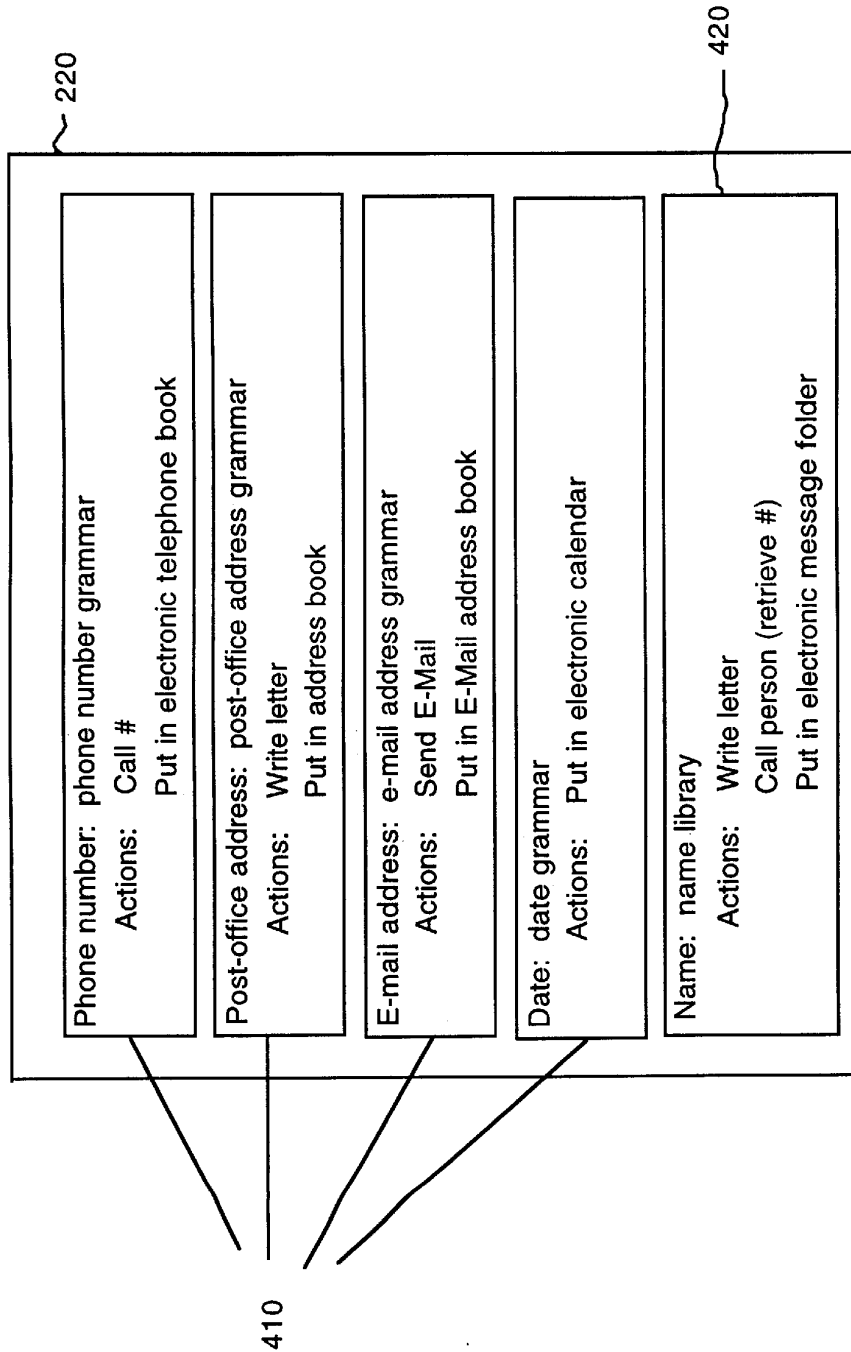 220
Phone number: phone number grammar
Actions: Call #
Put in electronic telephone book
Post-office address: post-office address grammar
Actions: Write letter
Put in address book
E-mail address: e-mail address grammar
Actions: Send E-Mail
Put in E-Mail address book
Date: date grammar
Actions: Put in electronic calendar
Name: name library
Actions: Write letter
Call person (retrieve #)
Put in electronic message folder
410
420